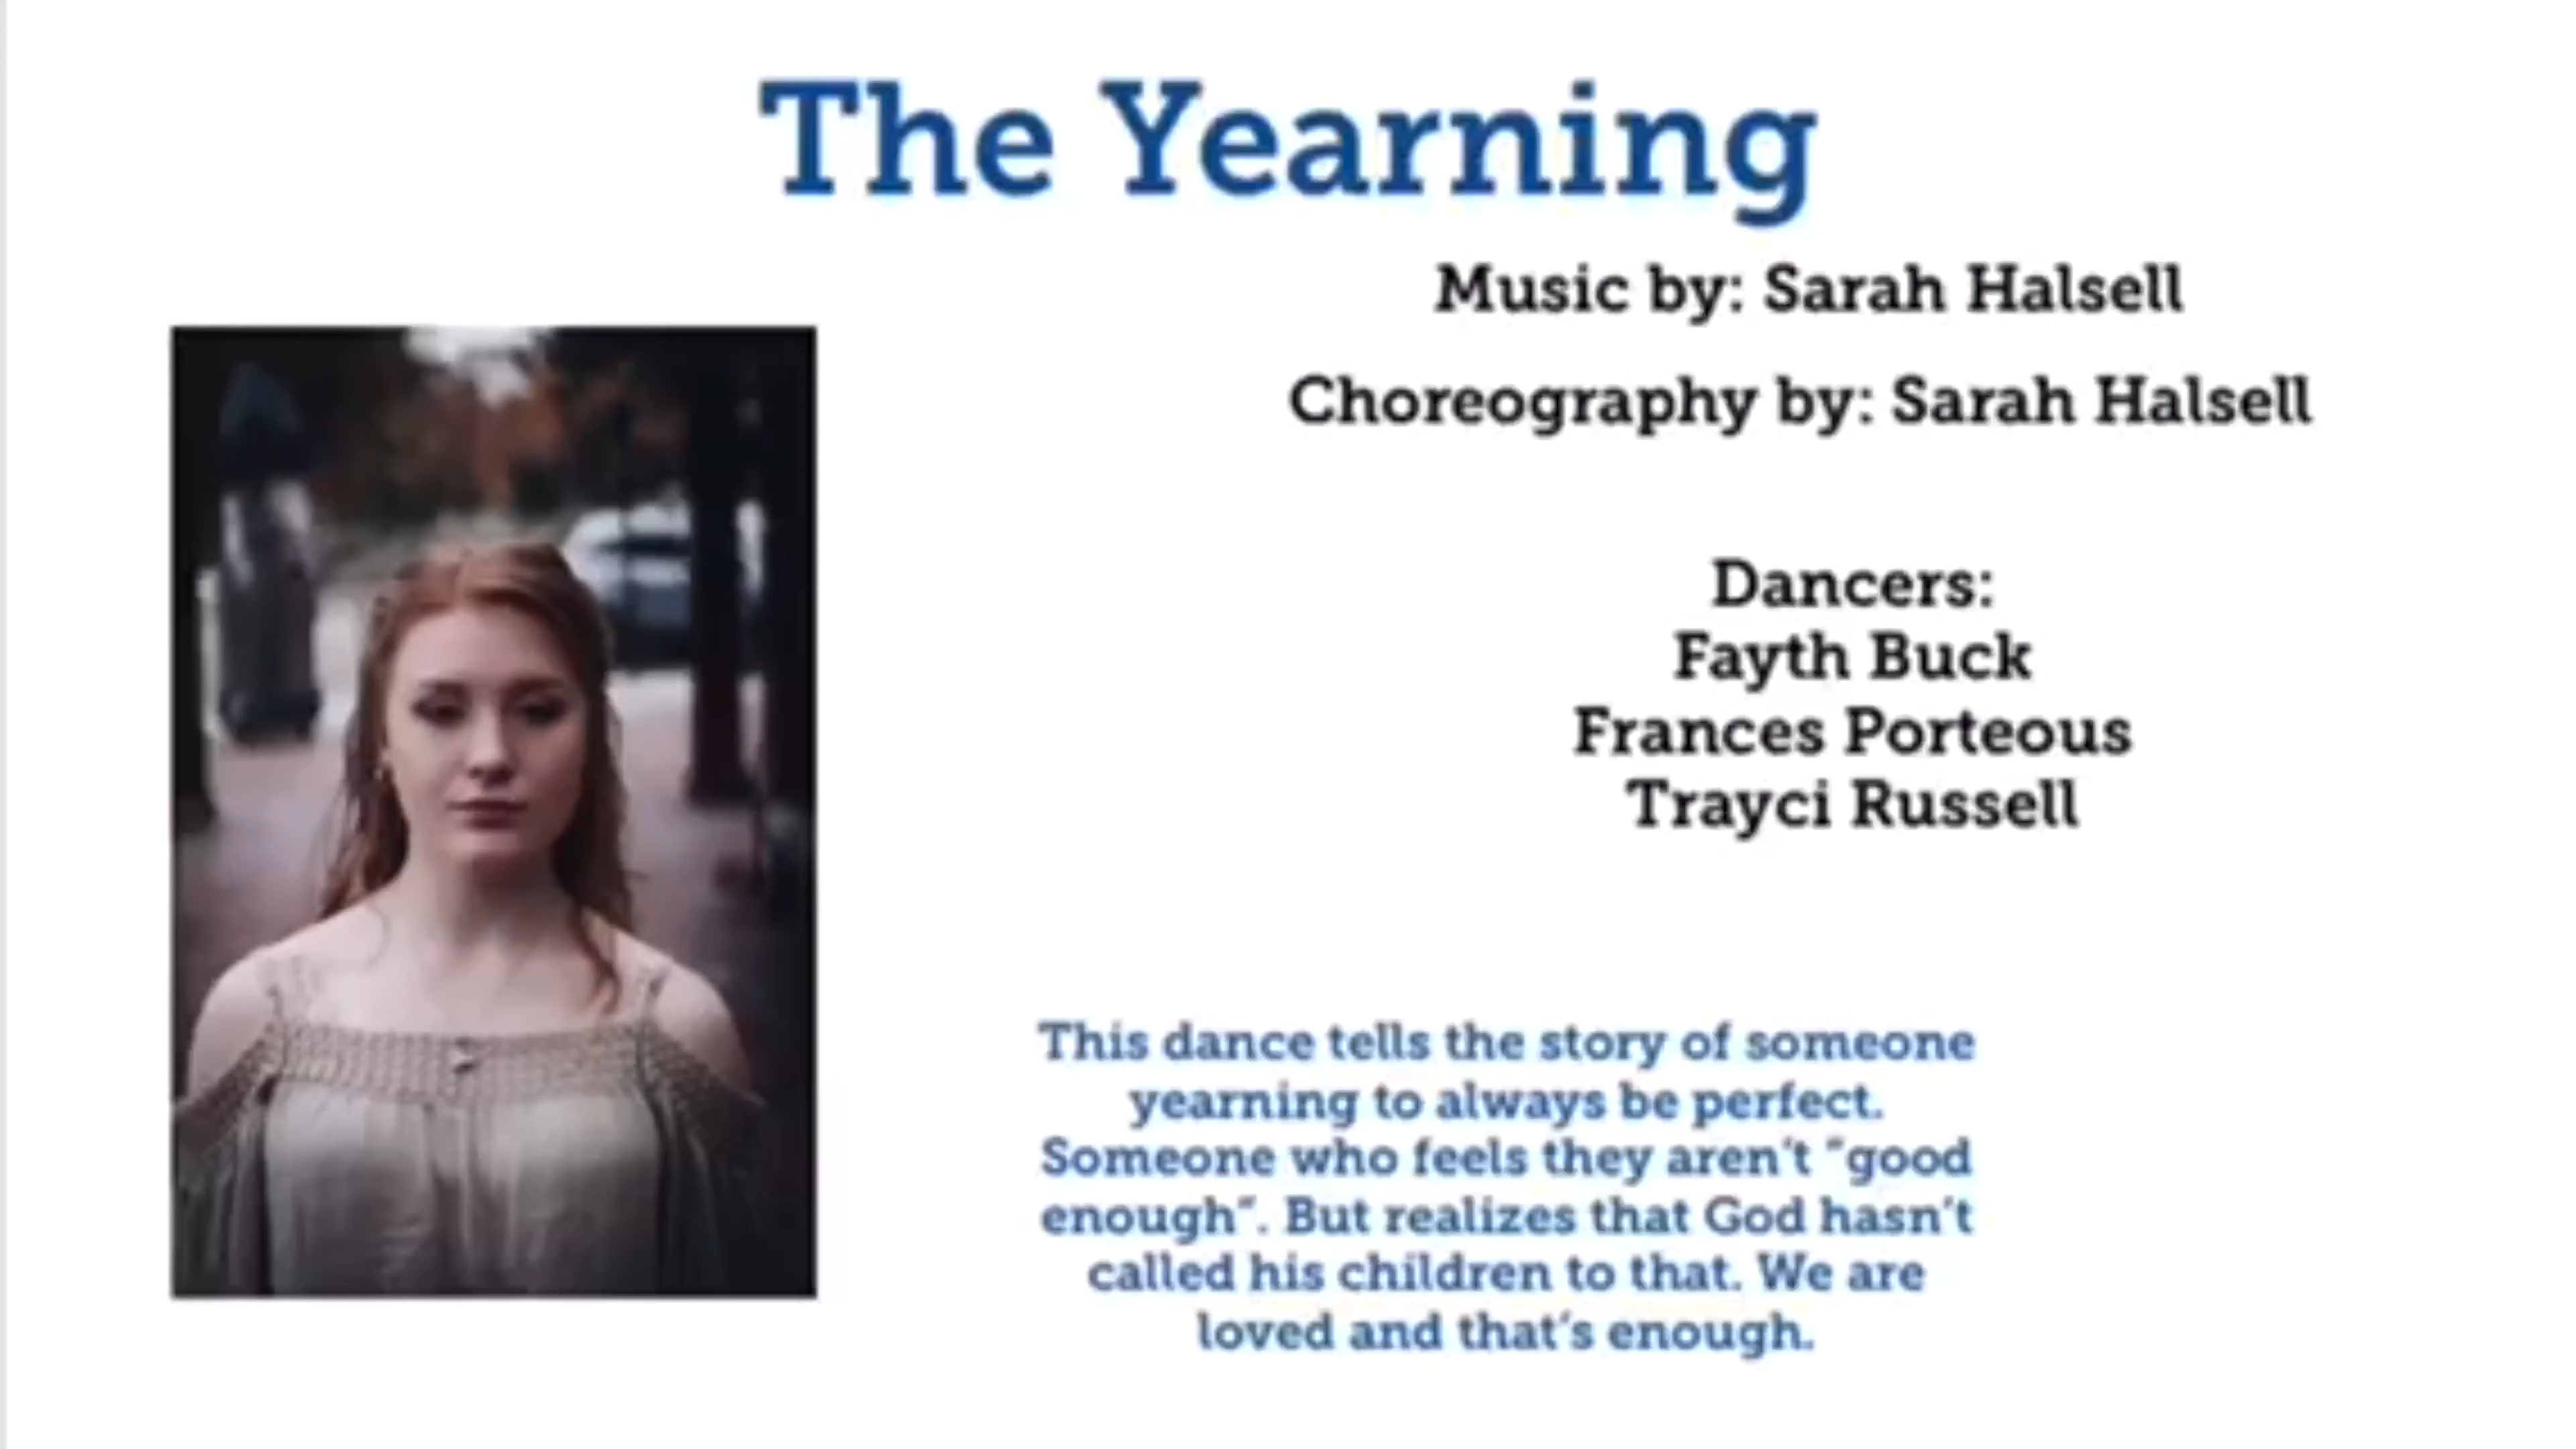 The Yearning
Music by: Sarah Halsell
Choreography by: Sarah Halsell
Dancers:
Fayth Buck
Frances Porteous
Trayci Russell
This dance tells the story of someone
yearning to always be perfect.
Someone who feels they aren't "good
enough". But realizes that God hasn't
called his children to that. We are
loved and that's enough.